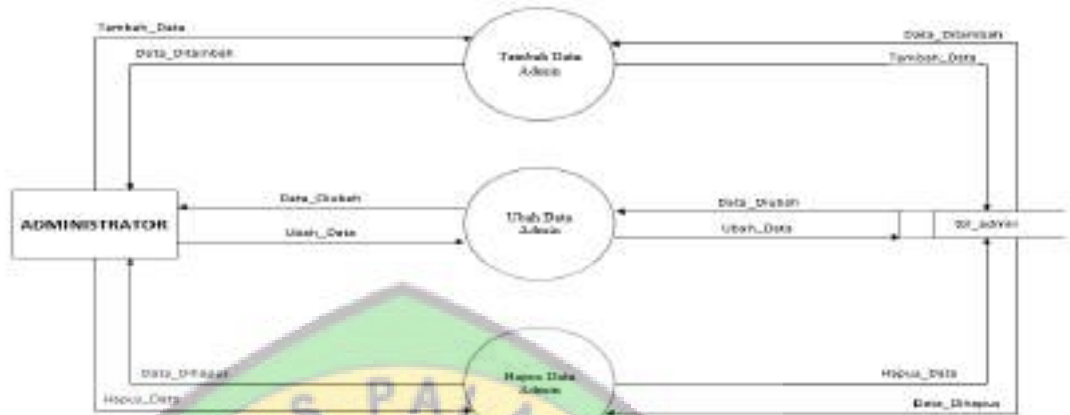 Tambah_Data
Data_Ditambah
Tambah Data
Admin
Data_Ditambah
Tambah_Data
ADMINISTRATOR
Data_Diubah
Ubah_Data
Ubah Data
Admin
Data_Diubah
Ubah_Data
tbl_admin
Data_Dihapus
Hapus_Data
Hapus Data
Admin
Hapus_Data
Data_Dihapus
S PA